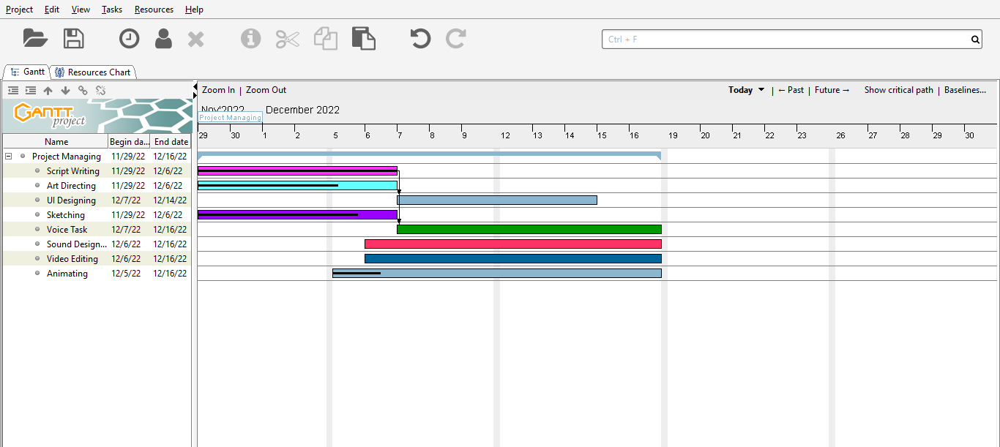 Project Edit View Tasks Resources Help
Ctrl + F
Gantt Resources Chart
Zoom In | Zoom Out Today | ← Past | Future → Show critical path | Baselines...
GANTT project
Nov'2022 December 2022
Project Managing
29 30 1 2 5 6 7 8 9 12 13 14 15 16 19 20 21 22 23 26 27 28 29 30
Name Begin da... End date
Project Managing 11/29/22 12/16/22
Script Writing 11/29/22 12/6/22
Art Directing 11/29/22 12/6/22
UI Designing 12/7/22 12/14/22
Sketching 11/29/22 12/6/22
Voice Task 12/7/22 12/16/22
Sound Design... 12/6/22 12/16/22
Video Editing 12/6/22 12/16/22
Animating 12/5/22 12/16/22